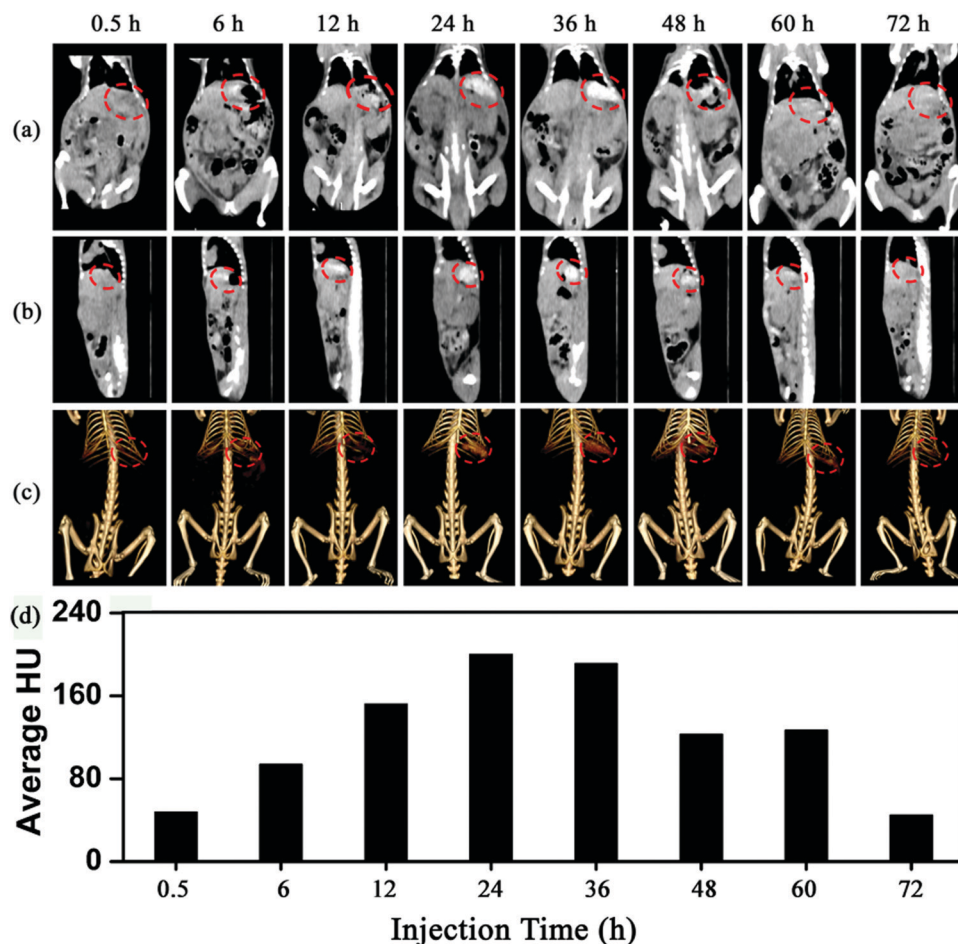 0.5 h 6 h 12 h 24 h 36 h 48 h 60 h 72 h
(a)
(b)
(c)
(d)
240
160
80
0
Average HU
0.5 6 12 24 36 48 60 72
Injection Time (h)